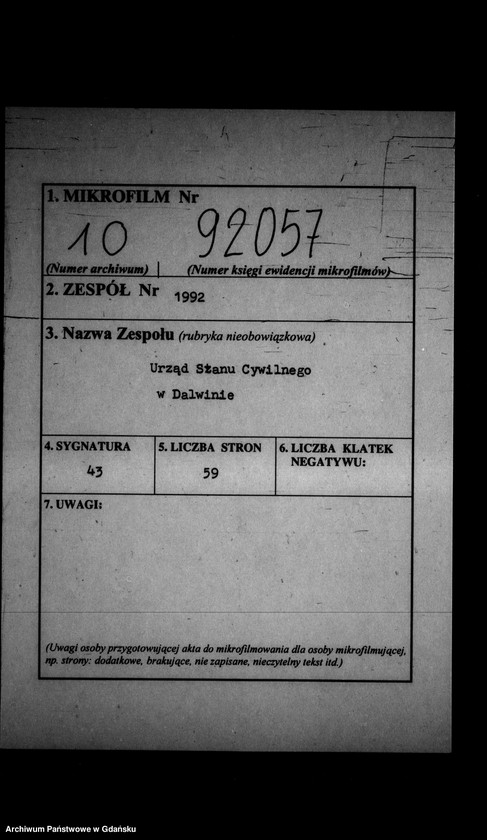 1. MIKROFILM Nr
10 92057
(Numer archiwum) (Numer księgi ewidencji mikrofilmów)
2. ZESPÓŁ Nr 1992
3. Nazwa Zespołu (rubryka nieobowiązkowa)
Urząd Stanu Cywilnego
w Dalwinie
4. SYGNATURA 5. LICZBA STRON 6. LICZBA KLATEK
NEGATYWU:
43 59
7. UWAGI:
(Uwagi osoby przygotowującej akta do mikrofilmowania dla osoby mikrofilmującej,
np. strony: dodatkowe, brakujące, nie zapisane, nieczytelny tekst itd.)
Archiwum Państwowe w Gdańsku